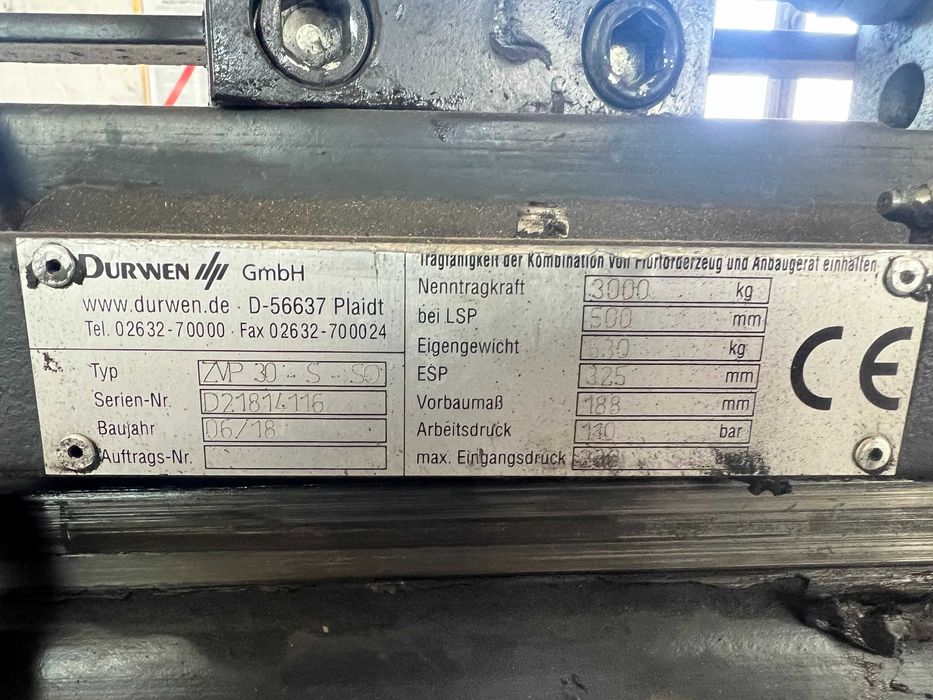 DURWEN GmbH
www.durwen.de · D-56637 Plaidt
Tel. 02632-70000 · Fax 02632-700024
Typ ZVP 30 - S - SO
Serien-Nr. D21814116
Baujahr 06/18
Auftrags-Nr.
Tragfähigkeit der Kombination von Flurförderzeug und Anbaugerät einhalten
Nenntragkraft 3000 kg
bei LSP 500 mm
Eigengewicht 530 kg
ESP 325 mm
Vorbaumaß 188 mm
Arbeitsdruck 110 bar
max. Eingangsdruck
CE